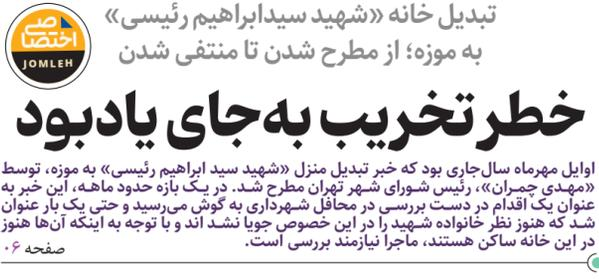 تبدیل خانه «شهید سیدابراهیم رئیسی»
به موزه؛ از مطرح شدن تا منتفی شدن
اختصاصی
JOMLEH
خطر تخریب به‌جای یادبود
اوایل مهرماه سال‌جاری بود که خبر تبدیل منزل «شهید سید ابراهیم رئیسی» به موزه، توسط
«مهدی چمران»، رئیس شورای شهر تهران مطرح شد. در یک بازه حدود ماهه، این خبر به
عنوان یک اقدام در دست بررسی در محافل شهرداری به گوش می‌رسید و حتی یک بار عنوان
شد که هنوز نظر خانواده شهید را در این خصوص جویا نشد اند و با توجه به اینکه آن‌ها هنوز
در این خانه ساکن هستند، ماجرا نیازمند بررسی است.
صفحه ۰۶